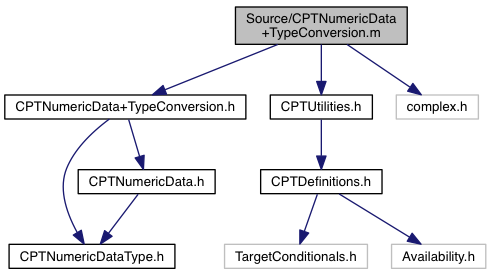 Source/CPTNumericData
+TypeConversion.m
CPTNumericData+TypeConversion.h
CPTUtilities.h
complex.h
CPTNumericData.h
CPTDefinitions.h
CPTNumericDataType.h
TargetConditionals.h
Availability.h